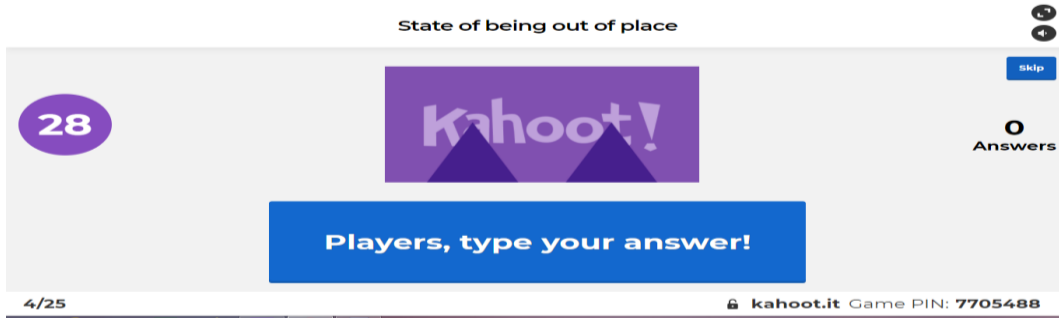 State of being out of place
Skip
28
Kahoot!
0
Answers
Players, type your answer!
4/25
kahoot.it Game PIN: 7705488